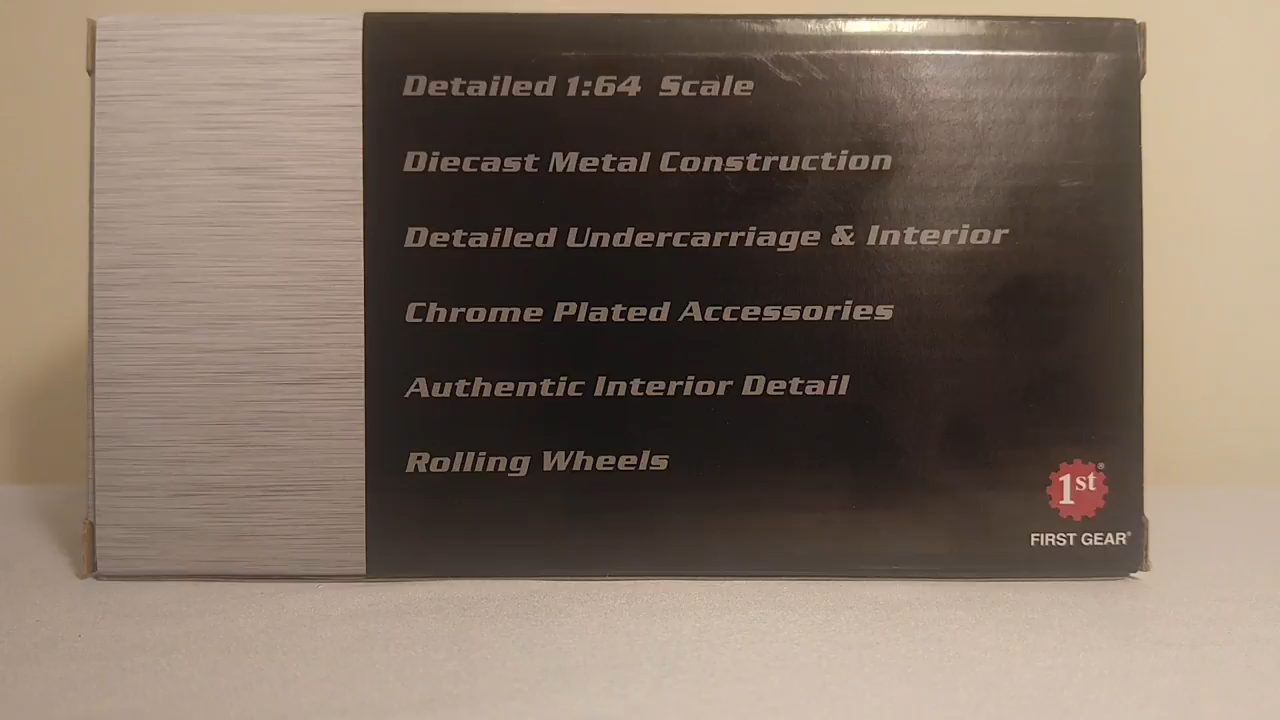 Detailed 1:64 Scale
Diecast Metal Construction
Detailed Undercarriage & Interior
Chrome Plated Accessories
Authentic Interior Detail
Rolling Wheels
1st®
FIRST GEAR®